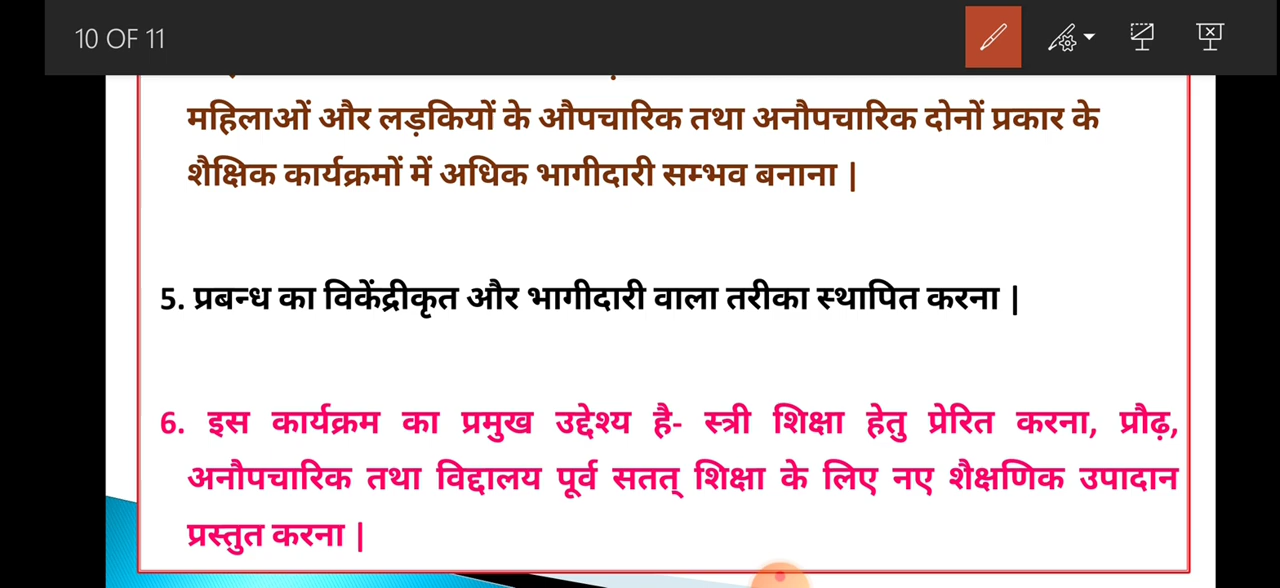 10 OF 11
महिलाओं और लड़कियों के औपचारिक तथा अनौपचारिक दोनों प्रकार के
शैक्षिक कार्यक्रमों में अधिक भागीदारी सम्भव बनाना |
5. प्रबन्ध का विकेंद्रीकृत और भागीदारी वाला तरीका स्थापित करना |
6. इस कार्यक्रम का प्रमुख उद्देश्य है- स्त्री शिक्षा हेतु प्रेरित करना, प्रौढ़,
अनौपचारिक तथा विद्दालय पूर्व सतत् शिक्षा के लिए नए शैक्षणिक उपादान
प्रस्तुत करना |